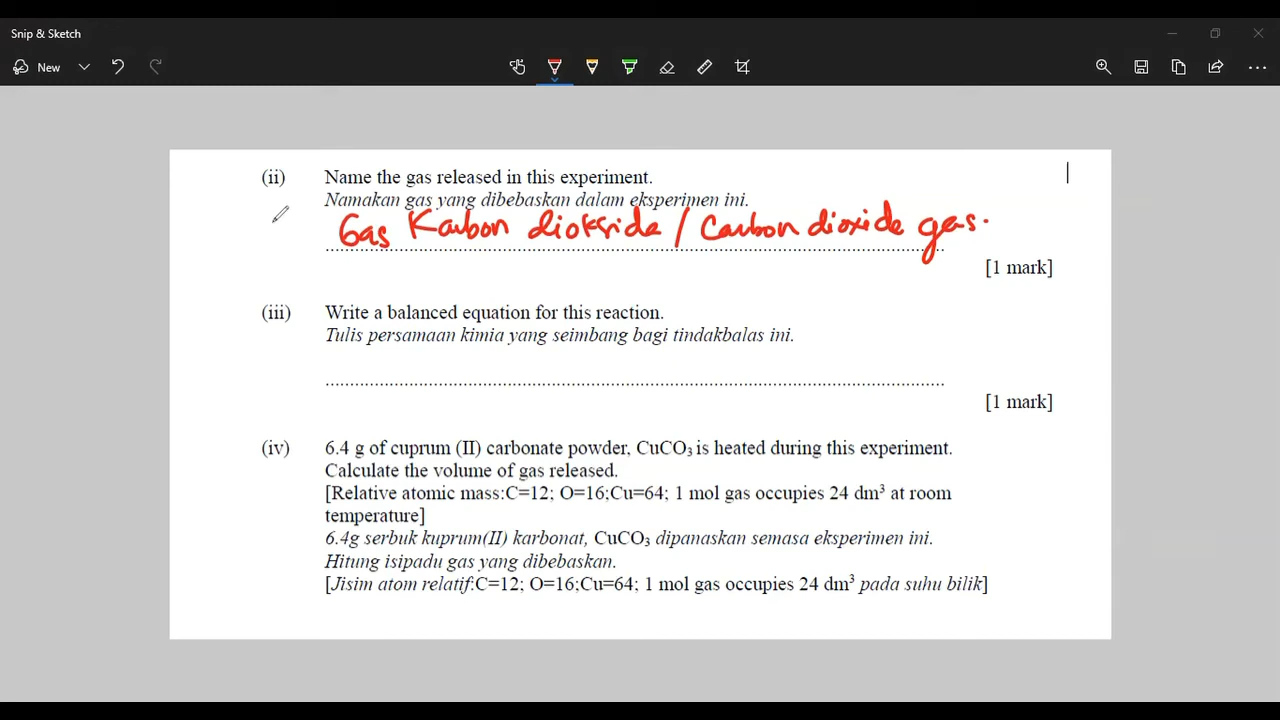 Snip & Sketch
New
(ii) Name the gas released in this experiment.
Namakan gas yang dibebaskan dalam eksperimen ini.
Gas Karbon dioksida / Carbon dioxide gas.
[1 mark]
(iii) Write a balanced equation for this reaction.
Tulis persamaan kimia yang seimbang bagi tindakbalas ini.
[1 mark]
(iv) 6.4 g of cuprum (II) carbonate powder, CuCO₃ is heated during this experiment.
Calculate the volume of gas released.
[Relative atomic mass:C=12; O=16;Cu=64; 1 mol gas occupies 24 dm³ at room
temperature]
6.4g serbuk kuprum(II) karbonat, CuCO₃ dipanaskan semasa eksperimen ini.
Hitung isipadu gas yang dibebaskan.
[Jisim atom relatif:C=12; O=16;Cu=64; 1 mol gas occupies 24 dm³ pada suhu bilik]